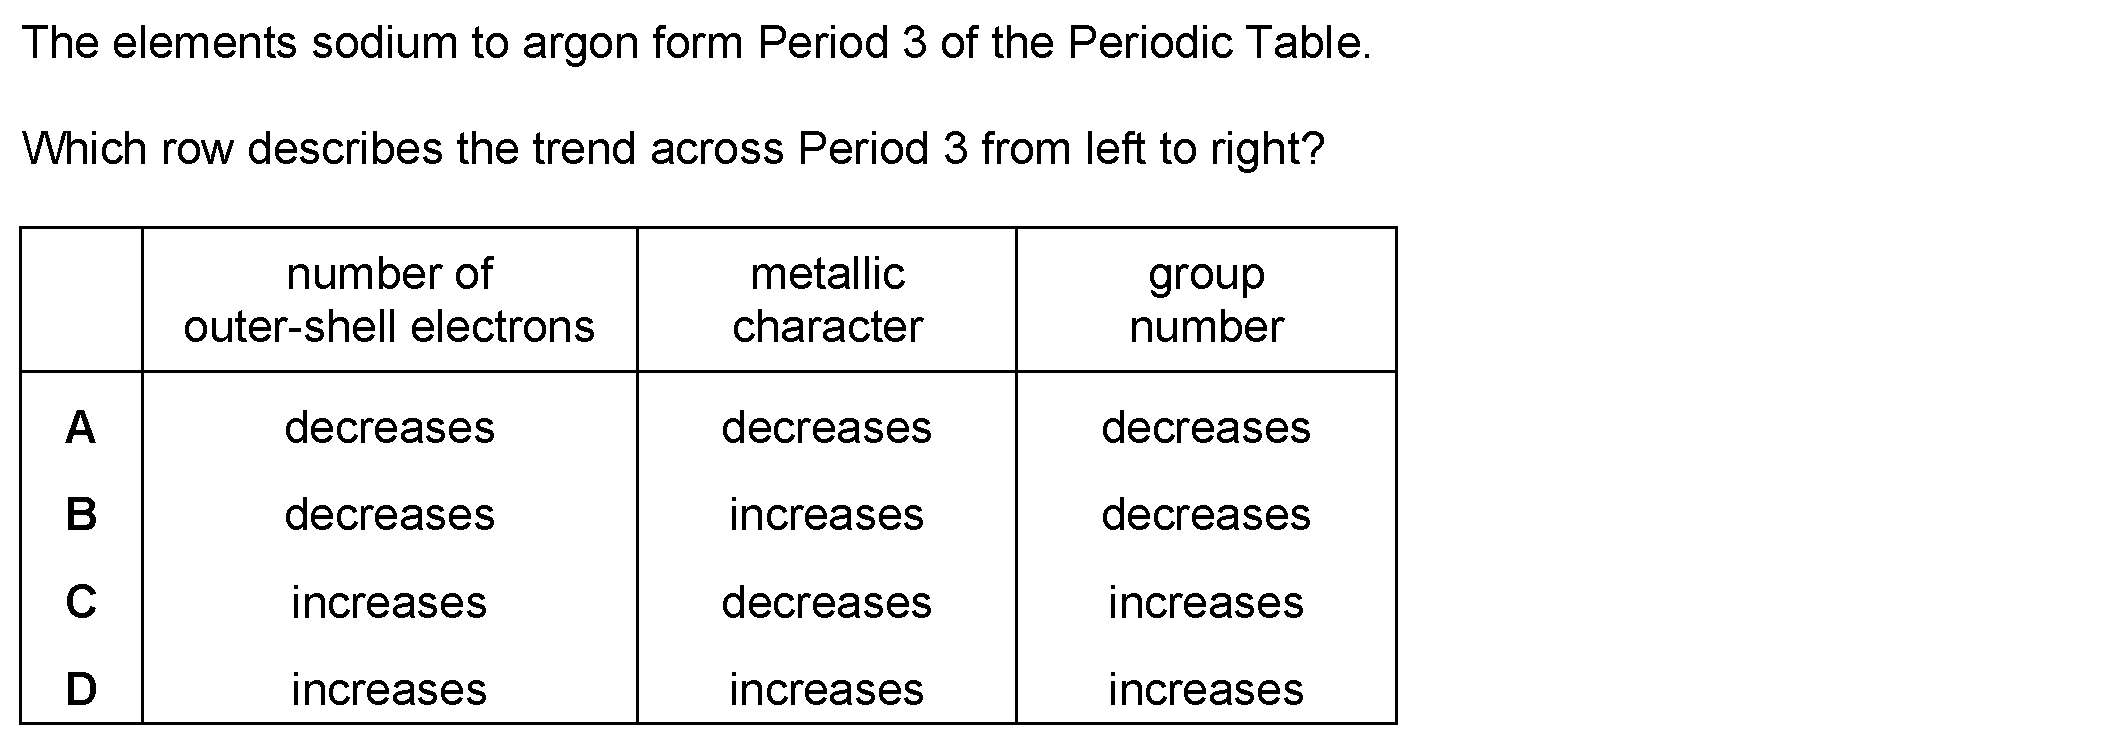 The elements sodium to argon form Period 3 of the Periodic Table.
Which row describes the trend across Period 3 from left to right?
number of outer-shell electrons metallic character group number
A decreases decreases decreases
B decreases increases decreases
C increases decreases increases
D increases increases increases